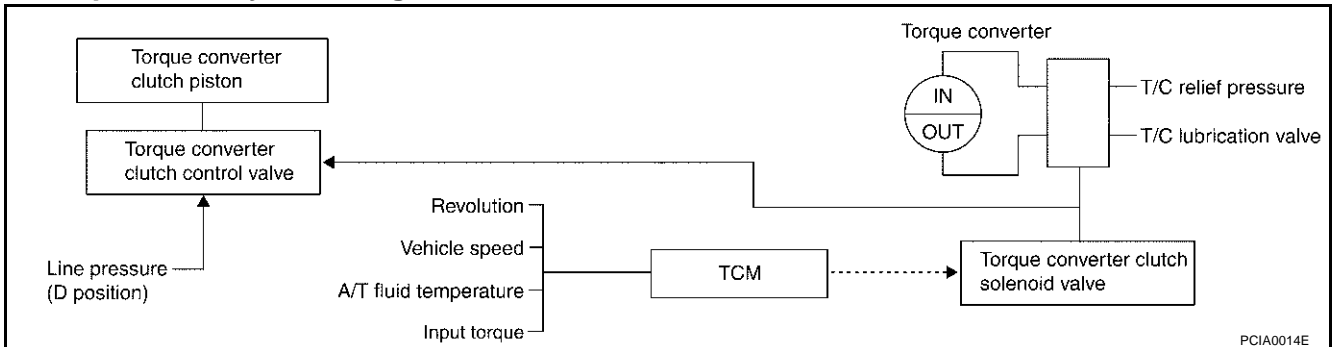 Torque converter
clutch piston
Torque converter
clutch control valve
Line pressure
(D position)
Revolution
Vehicle speed
A/T fluid temperature
Input torque
TCM
Torque converter
IN
OUT
T/C relief pressure
T/C lubrication valve
Torque converter clutch
solenoid valve
PCIA0014E